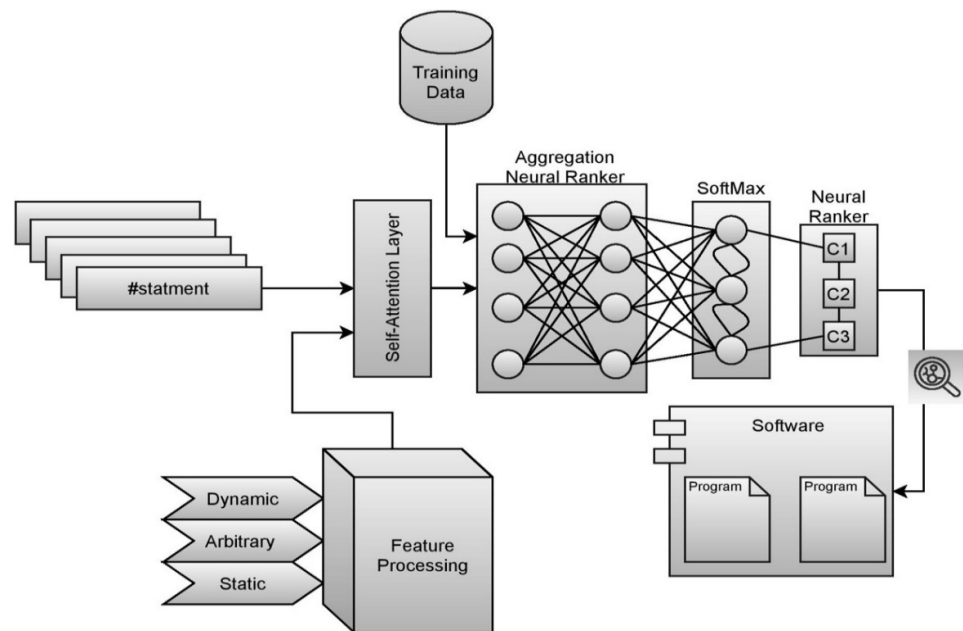 Training
Data
Aggregation
Neural Ranker
SoftMax
Neural
Ranker
#statment
Self-Attention Layer
C1
C2
C3
Software
Program
Program
Dynamic
Arbitrary
Static
Feature
Processing